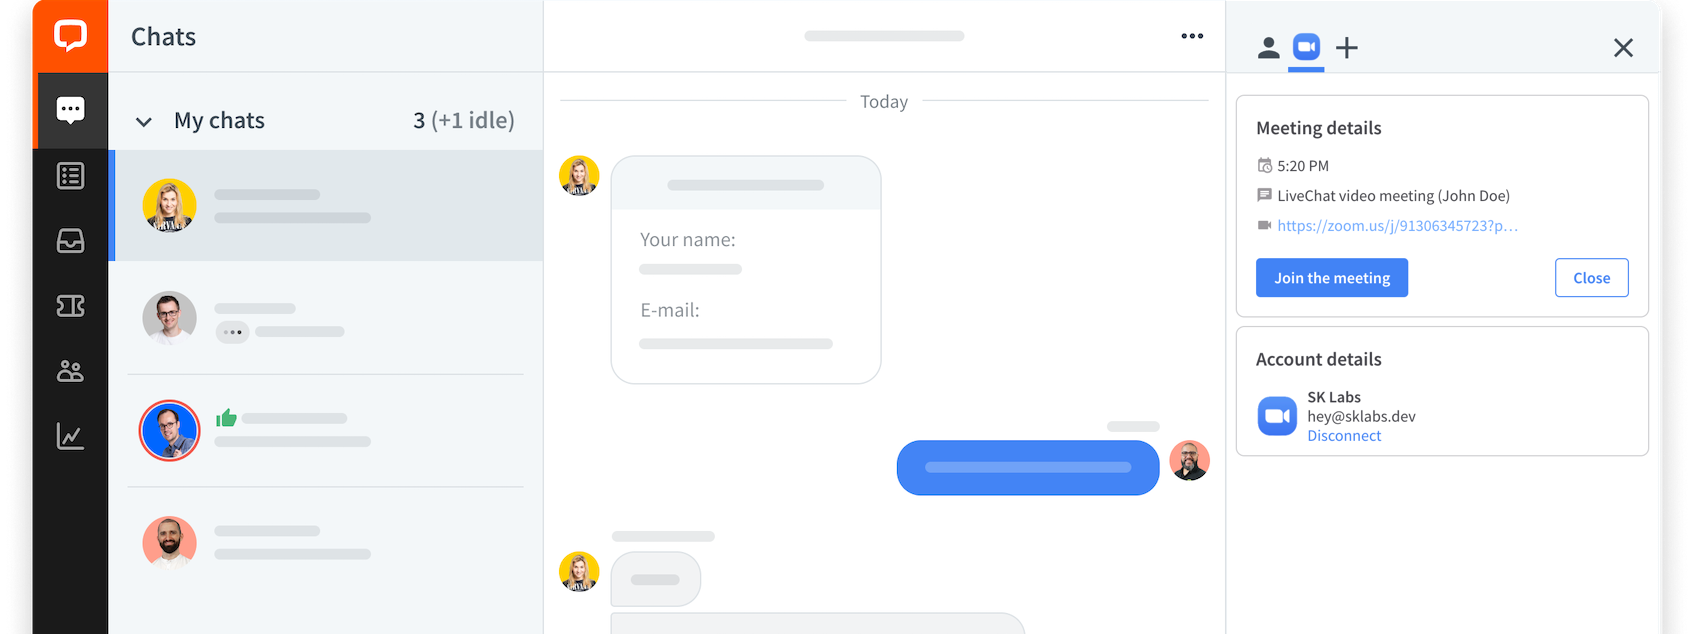 Chats
My chats
3 (+1 idle)
Today
Your name:
E-mail:
Meeting details
5:20 PM
LiveChat video meeting (John Doe)
https://zoom.us/j/91306345723?p…
Join the meeting
Close
Account details
SK Labs
hey@sklabs.dev
Disconnect